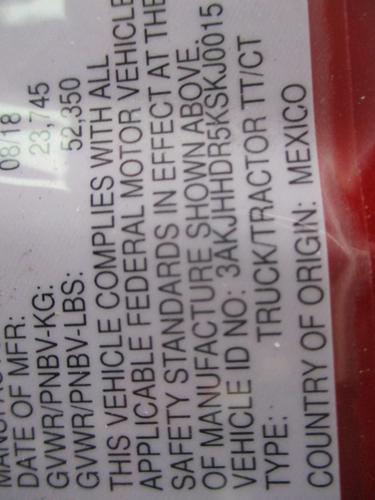 DATE OF MFR: 08/18
GVWR/PNBV-KG: 23,745
GVWR/PNBV-LBS: 52,350
THIS VEHICLE COMPLIES WITH ALL
APPLICABLE FEDERAL MOTOR VEHICLE
SAFETY STANDARDS IN EFFECT AT THE
OF MANUFACTURE SHOWN ABOVE.
VEHICLE ID NO: 3AKJHHDR5KSKJ0015
TYPE: TRUCK/TRACTOR TT/CT
COUNTRY OF ORIGIN: MEXICO